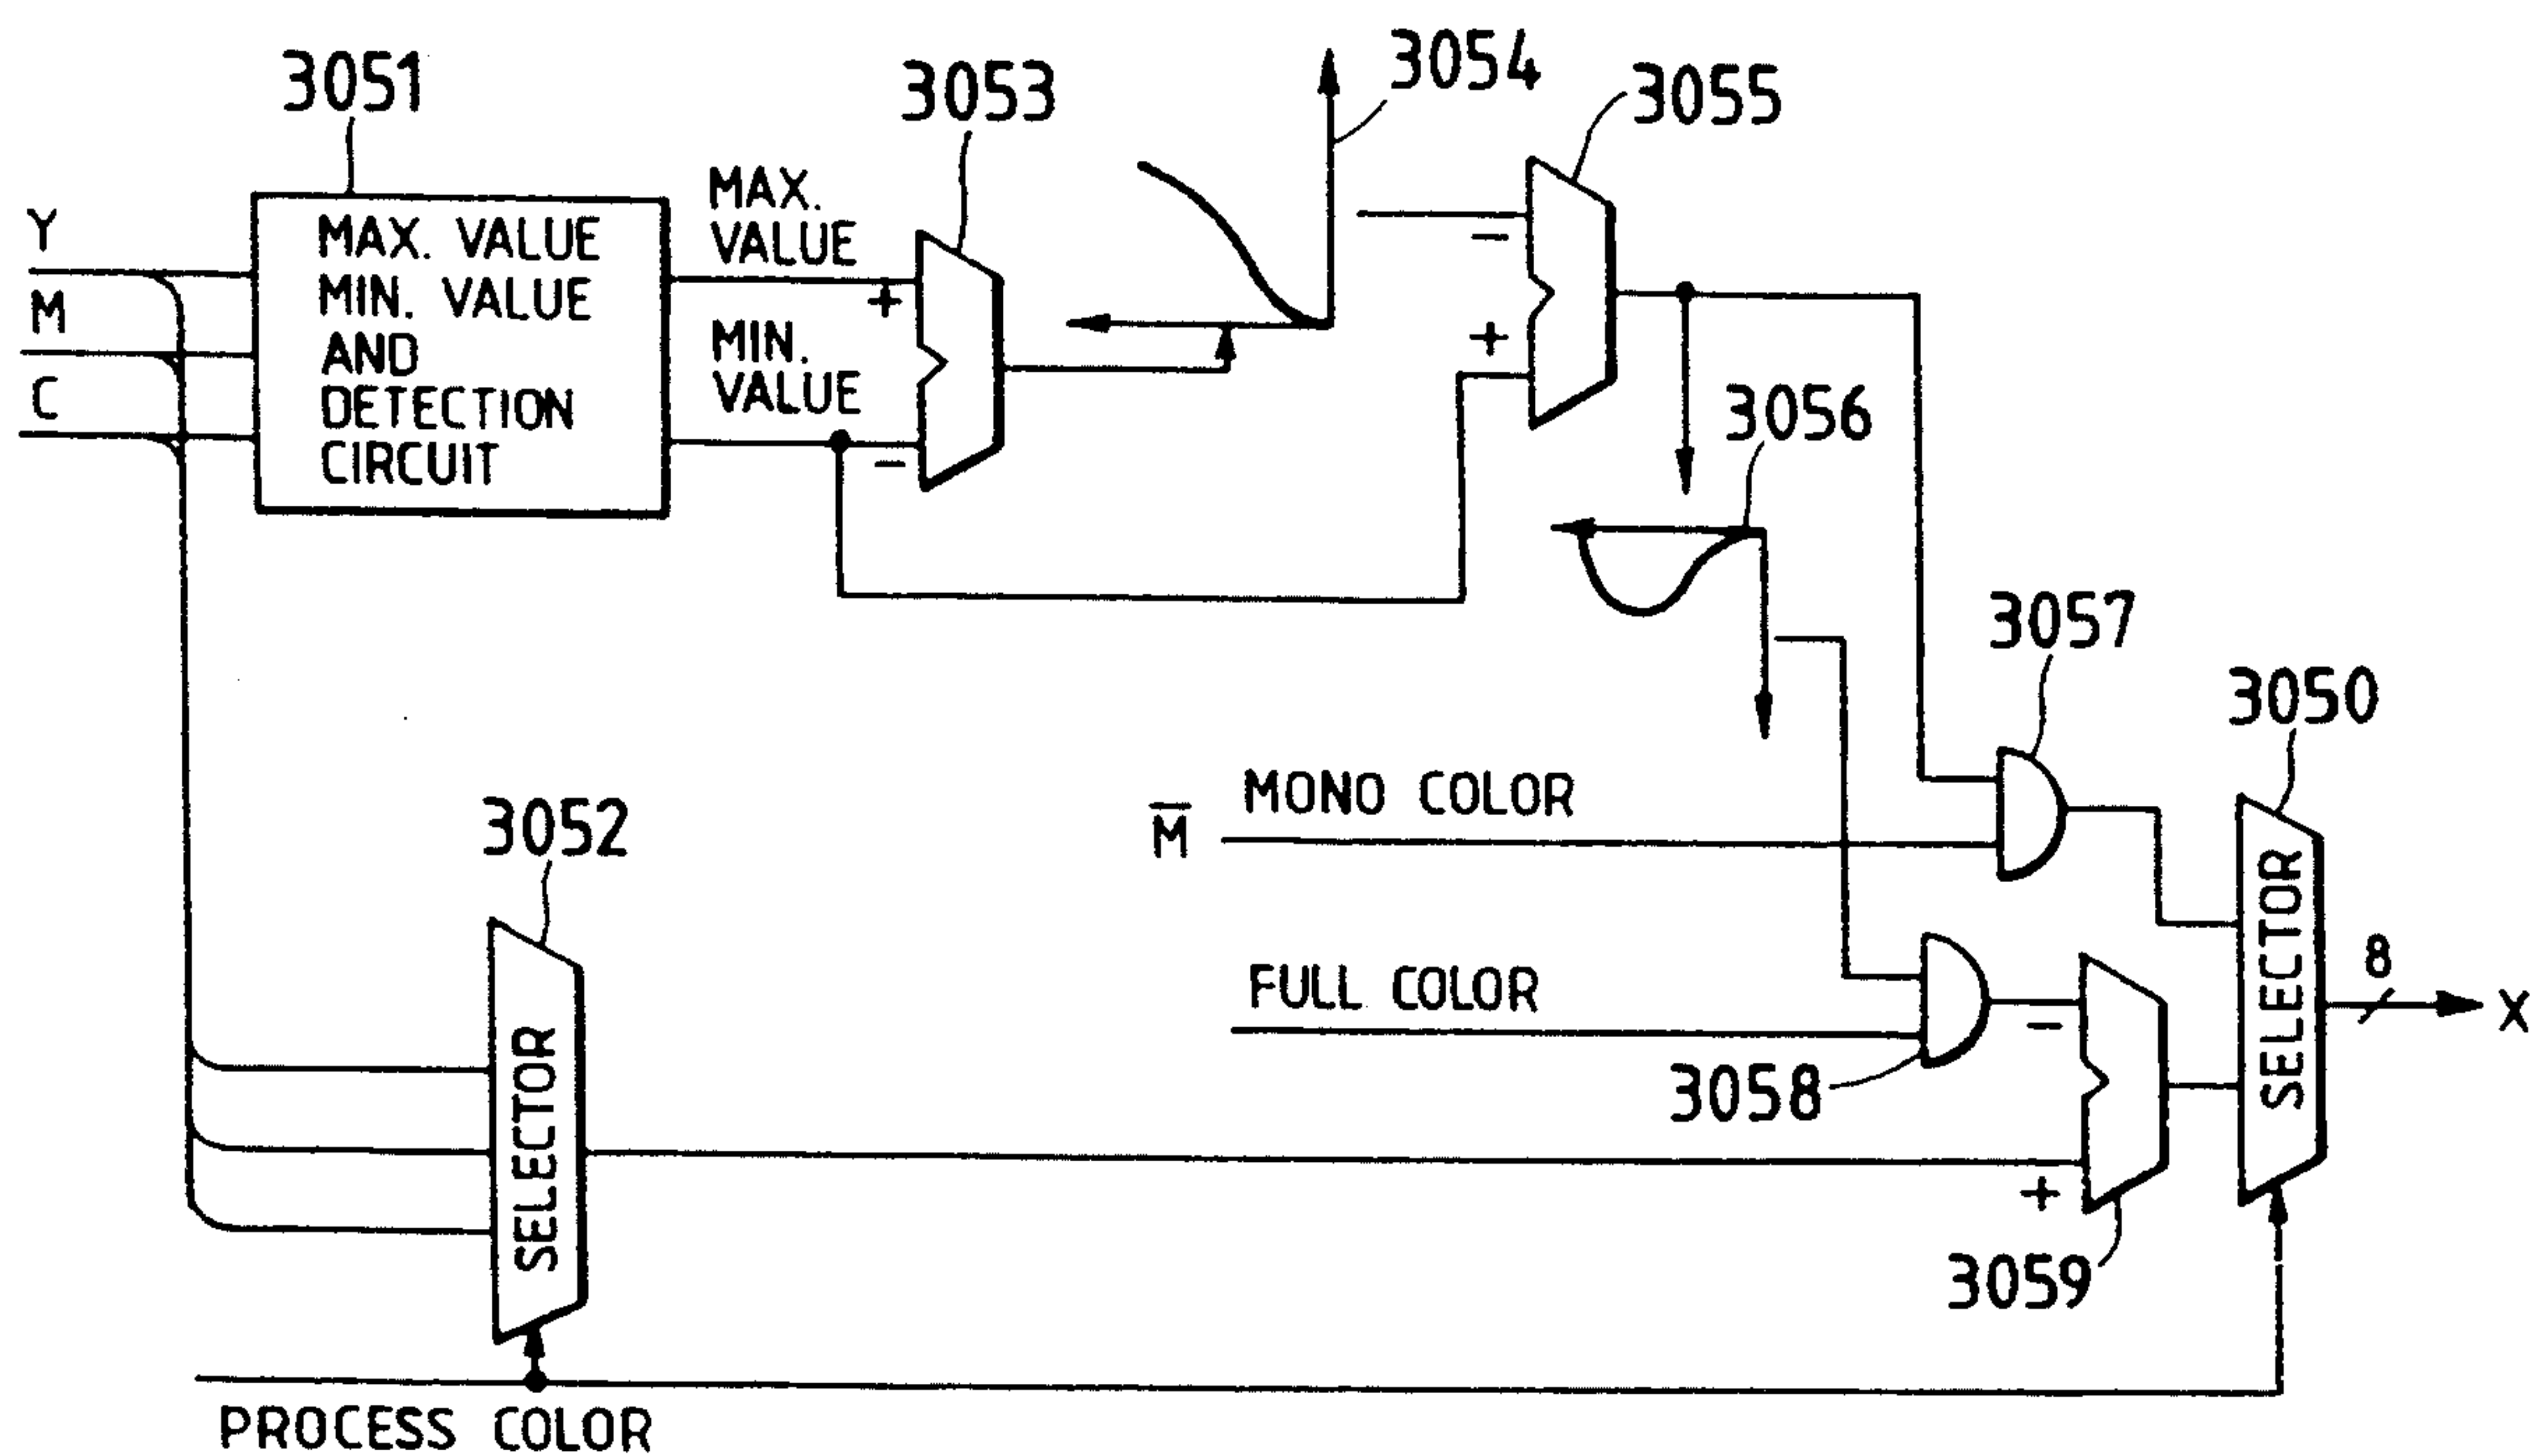 3051
3053
3054
3055
Y
M
C
MAX. VALUE
MIN. VALUE
AND
DETECTION
CIRCUIT
MAX.
VALUE
+
MIN.
VALUE
−
−
+
3056
3057
3050
3052
M̅
MONO COLOR
FULL COLOR
3058
−
+
3059
SELECTOR
SELECTOR
8
X
PROCESS COLOR